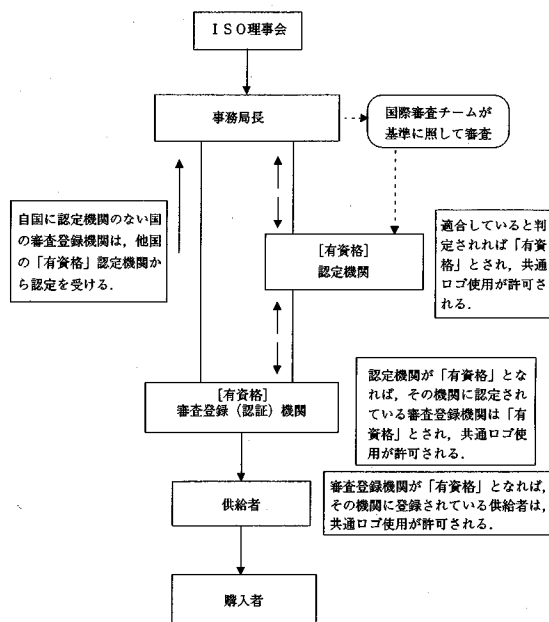 ＩＳＯ理事会
事務局長
国際審査チームが
基準に照して審査
自国に認定機関のない国
の審査登録機関は，他国
の「有資格」認定機関か
ら認定を受ける．
[有資格]
認定機関
適合していると判
定されれば「有資
格」とされ，共通
ロゴ使用が許可さ
れる．
[有資格]
審査登録（認証）機関
認定機関が「有資格」とな
れば，その機関に認定され
ている審査登録機関は「有
資格」とされ，共通ロゴ使
用が許可される．
供給者
審査登録機関が「有資格」となれば，
その機関に登録されている供給者は，
共通ロゴ使用が許可される．
購入者